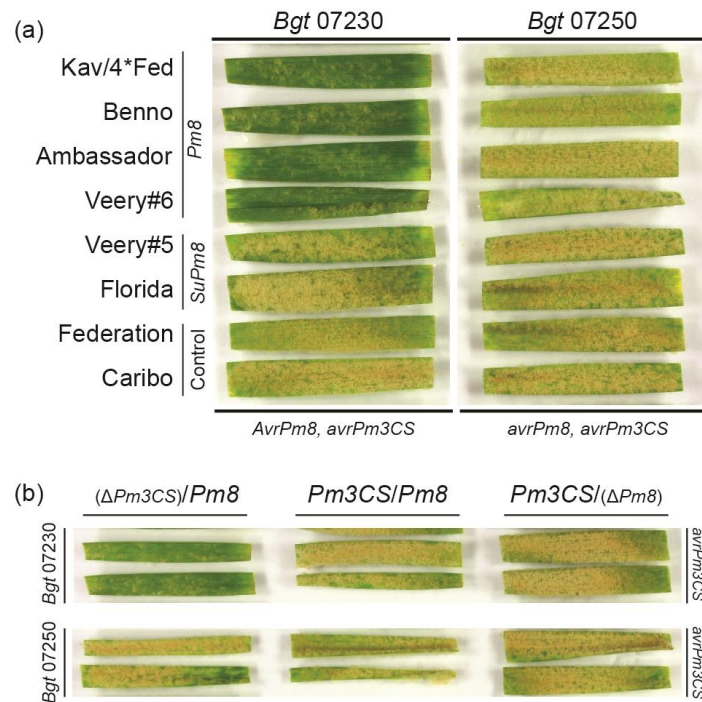 (a)
Bgt 07230
Bgt 07250
Kav/4*Fed
Benno
Ambassador
Veery#6
Pm8
Veery#5
Florida
SuPm8
Federation
Caribo
Control
AvrPm8, avrPm3CS
avrPm8, avrPm3CS
(b)
(ΔPm3CS)/Pm8
Pm3CS/Pm8
Pm3CS/(ΔPm8)
Bgt 07230
avrPm3CS
Bgt 07250
avrPm3CS